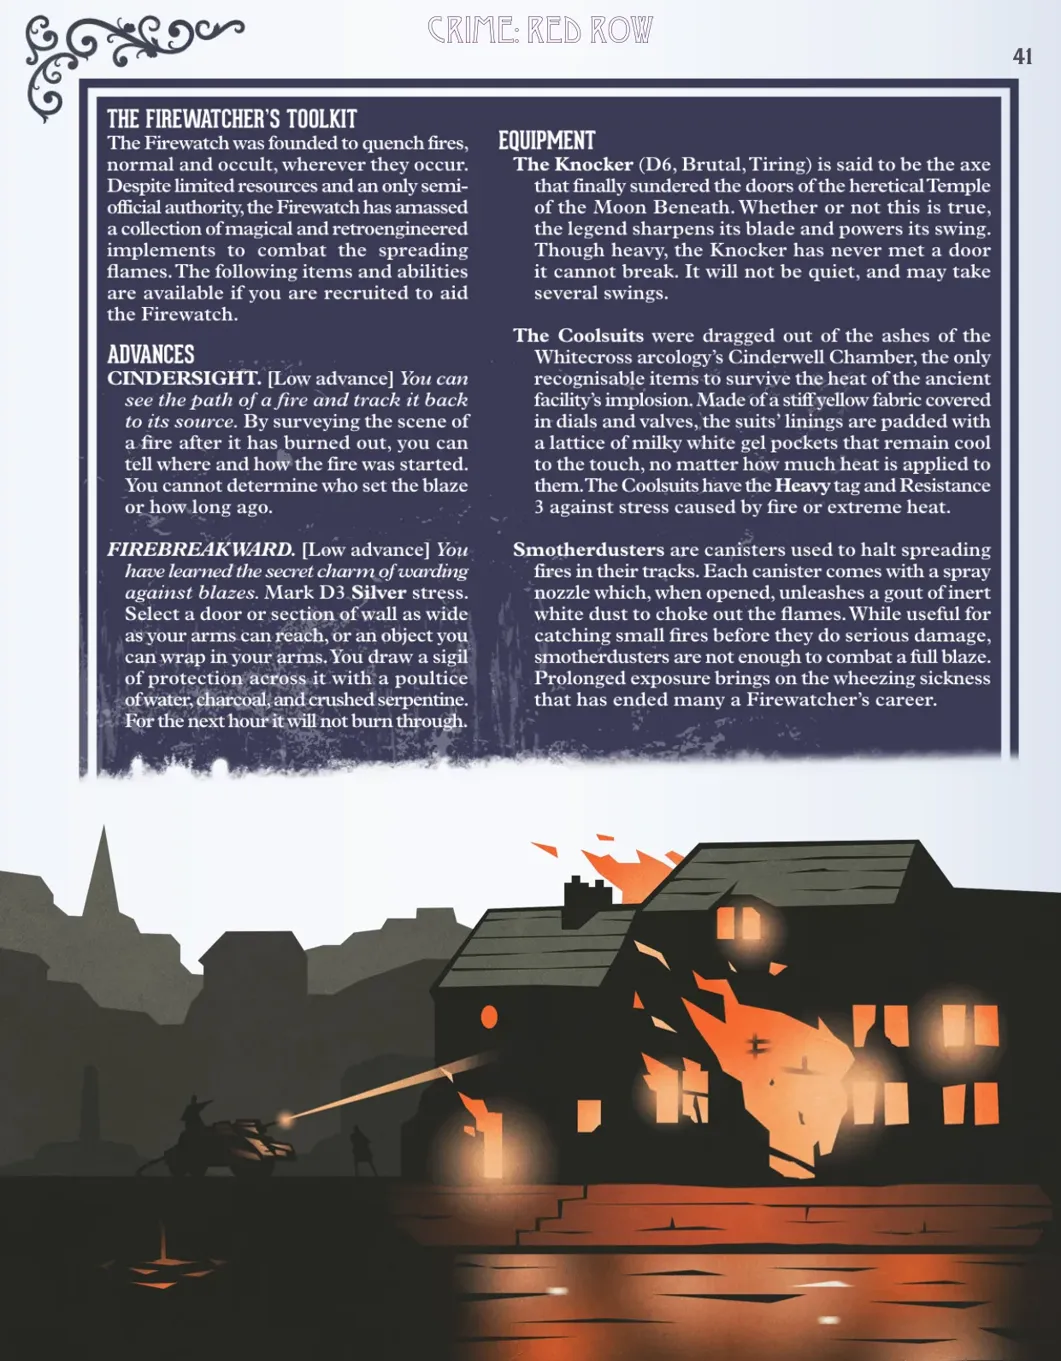 CRIME: RED ROW
41
THE FIREWATCHER'S TOOLKIT
The Firewatch was founded to quench fires,
normal and occult, wherever they occur.
Despite limited resources and an only semi-
official authority, the Firewatch has amassed
a collection of magical and retroengineered
implements to combat the spreading
flames. The following items and abilities
are available if you are recruited to aid
the Firewatch.
ADVANCES
CINDERSIGHT. [Low advance] You can
see the path of a fire and track it back
to its source. By surveying the scene of
a fire after it has burned out, you can
tell where and how the fire was started.
You cannot determine who set the blaze
or how long ago.
FIREBREAKWARD. [Low advance] You
have learned the secret charm of warding
against blazes. Mark D3 Silver stress.
Select a door or section of wall as wide
as your arms can reach, or an object you
can wrap in your arms. You draw a sigil
of protection across it with a poultice
of water, charcoal, and crushed serpentine.
For the next hour it will not burn through.
EQUIPMENT
The Knocker (D6, Brutal, Tiring) is said to be the axe
that finally sundered the doors of the heretical Temple
of the Moon Beneath. Whether or not this is true,
the legend sharpens its blade and powers its swing.
Though heavy, the Knocker has never met a door
it cannot break. It will not be quiet, and may take
several swings.
The Coolsuits were dragged out of the ashes of the
Whitecross arcology's Cinderwell Chamber, the only
recognisable items to survive the heat of the ancient
facility's implosion. Made of a stiff yellow fabric covered
in dials and valves, the suits' linings are padded with
a lattice of milky white gel pockets that remain cool
to the touch, no matter how much heat is applied to
them. The Coolsuits have the Heavy tag and Resistance
3 against stress caused by fire or extreme heat.
Smotherdusters are canisters used to halt spreading
fires in their tracks. Each canister comes with a spray
nozzle which, when opened, unleashes a gout of inert
white dust to choke out the flames. While useful for
catching small fires before they do serious damage,
smotherdusters are not enough to combat a full blaze.
Prolonged exposure brings on the wheezing sickness
that has ended many a Firewatcher's career.